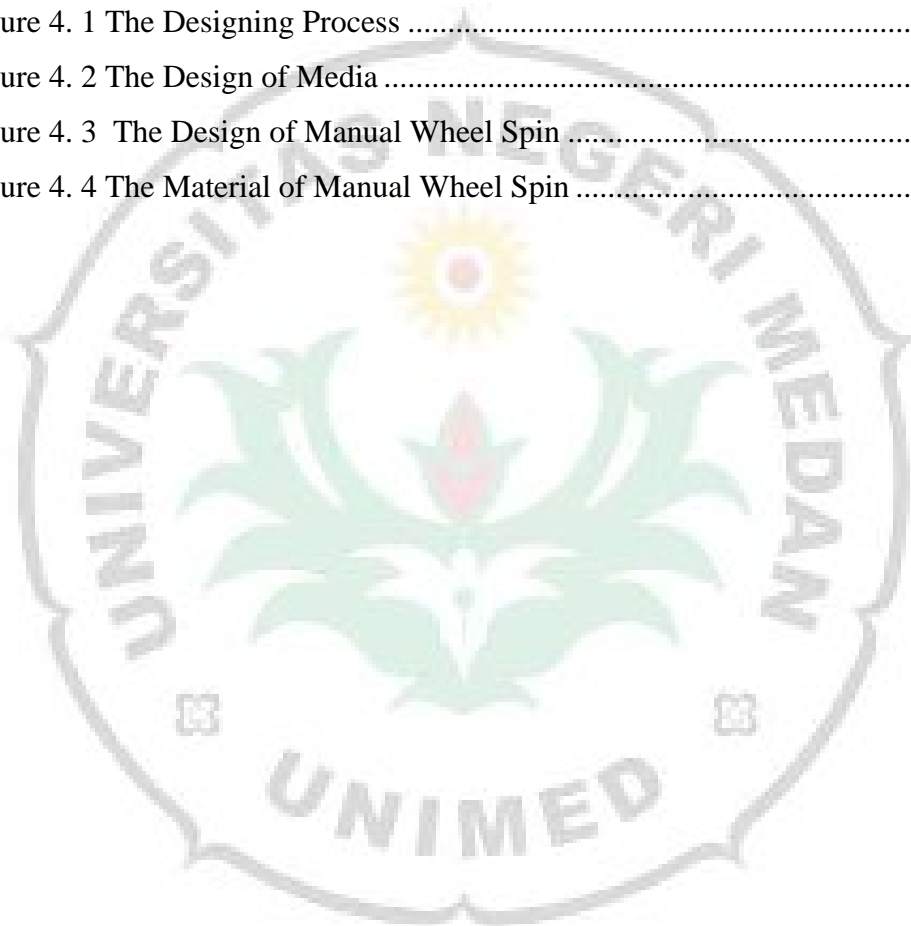 ure 4. 1 The Designing Process ........................................................................
ure 4. 2 The Design of Media ........................................................................
ure 4. 3  The Design of Manual Wheel Spin ..............................................
ure 4. 4 The Material of Manual Wheel Spin .............................................
UNIVERSITAS NEGERI MEDAN
UNIMED